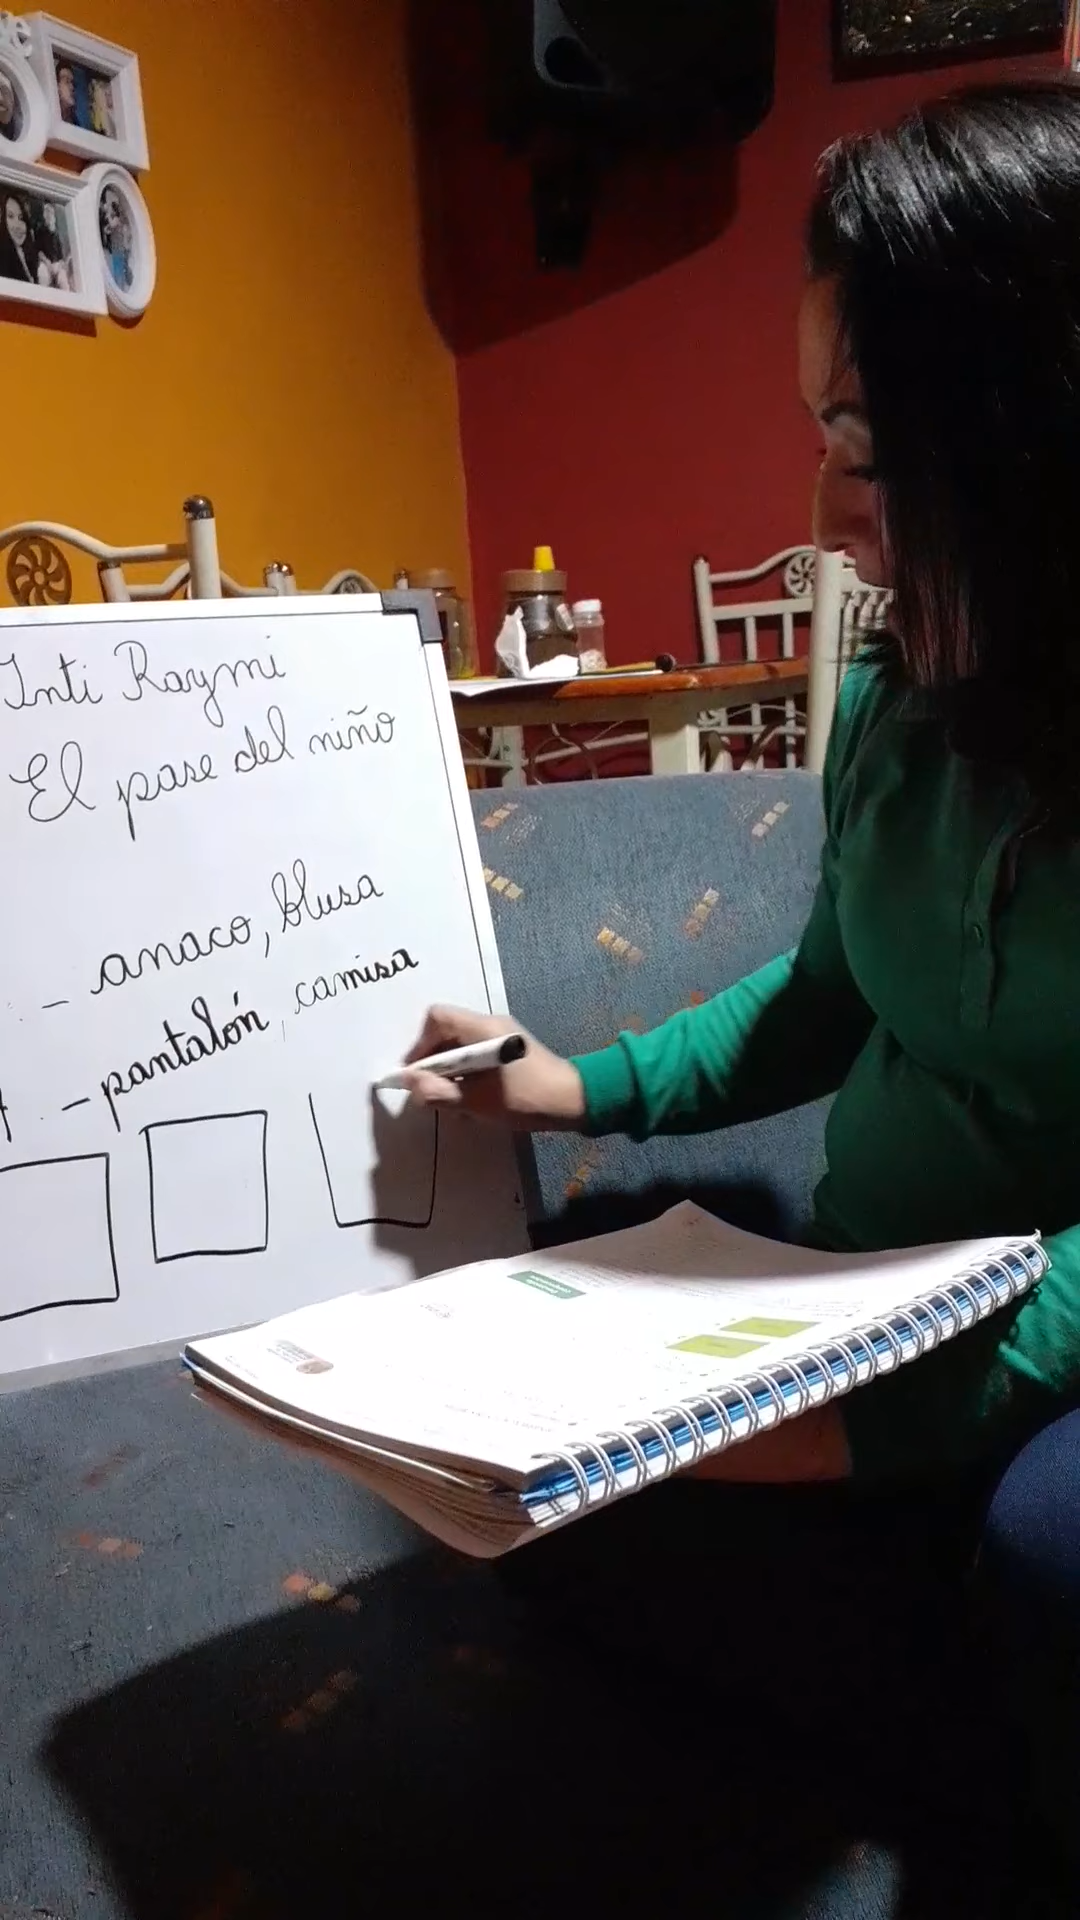 Inti Raymi
El pase del niño
- anaco, blusa
- pantalón, camisa